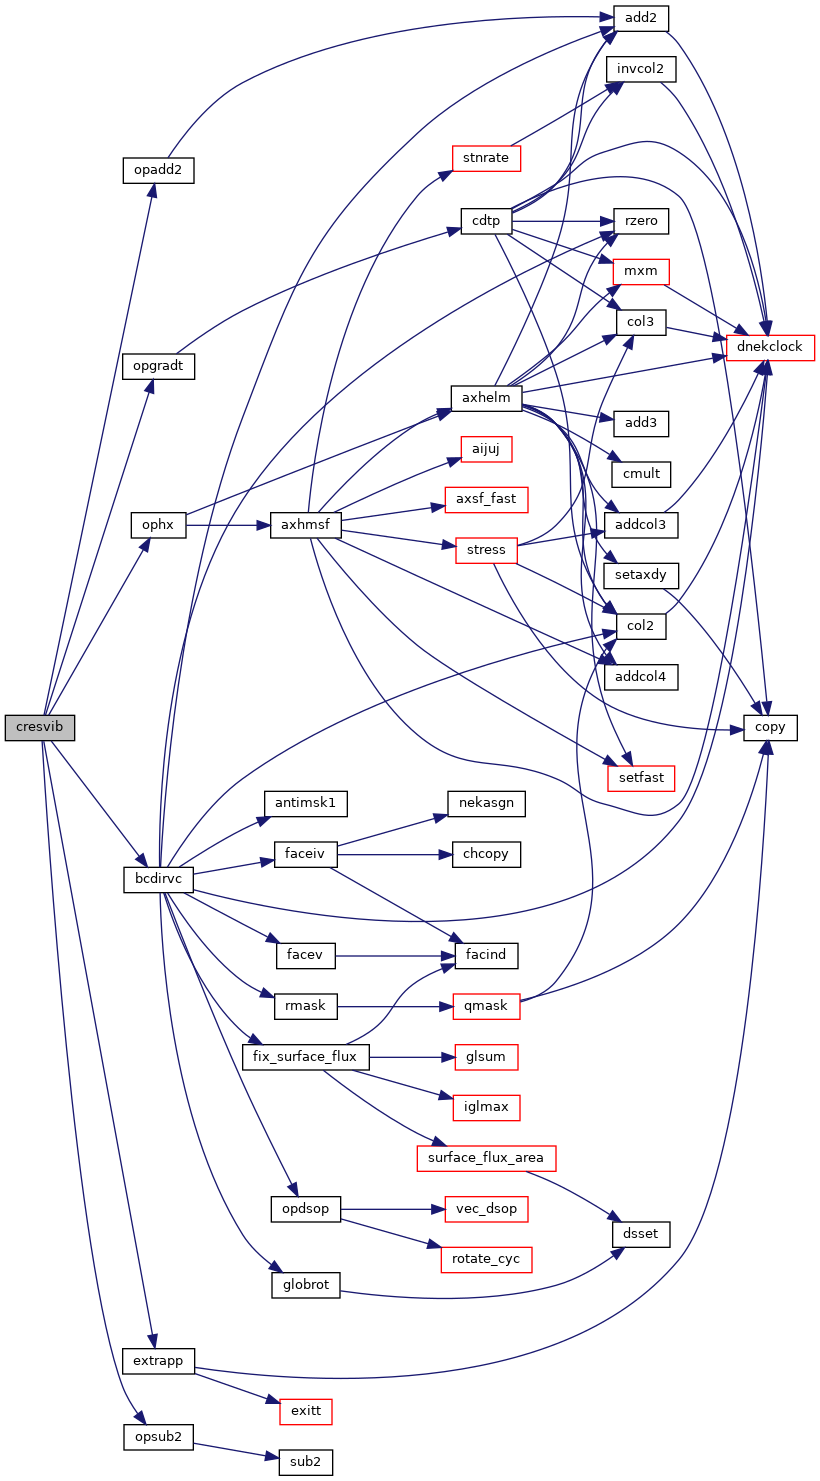 add2
invcol2
opadd2
stnrate
cdtp
rzero
mxm
col3
dnekclock
opgradt
axhelm
add3
aijuj
cmult
axsf_fast
ophx
axhmsf
addcol3
stress
setaxdy
col2
addcol4
cresvib
copy
setfast
antimsk1
nekasgn
faceiv
chcopy
bcdirvc
facev
facind
rmask
qmask
fix_surface_flux
glsum
iglmax
surface_flux_area
opdsop
vec_dsop
dsset
rotate_cyc
globrot
extrapp
exitt
opsub2
sub2